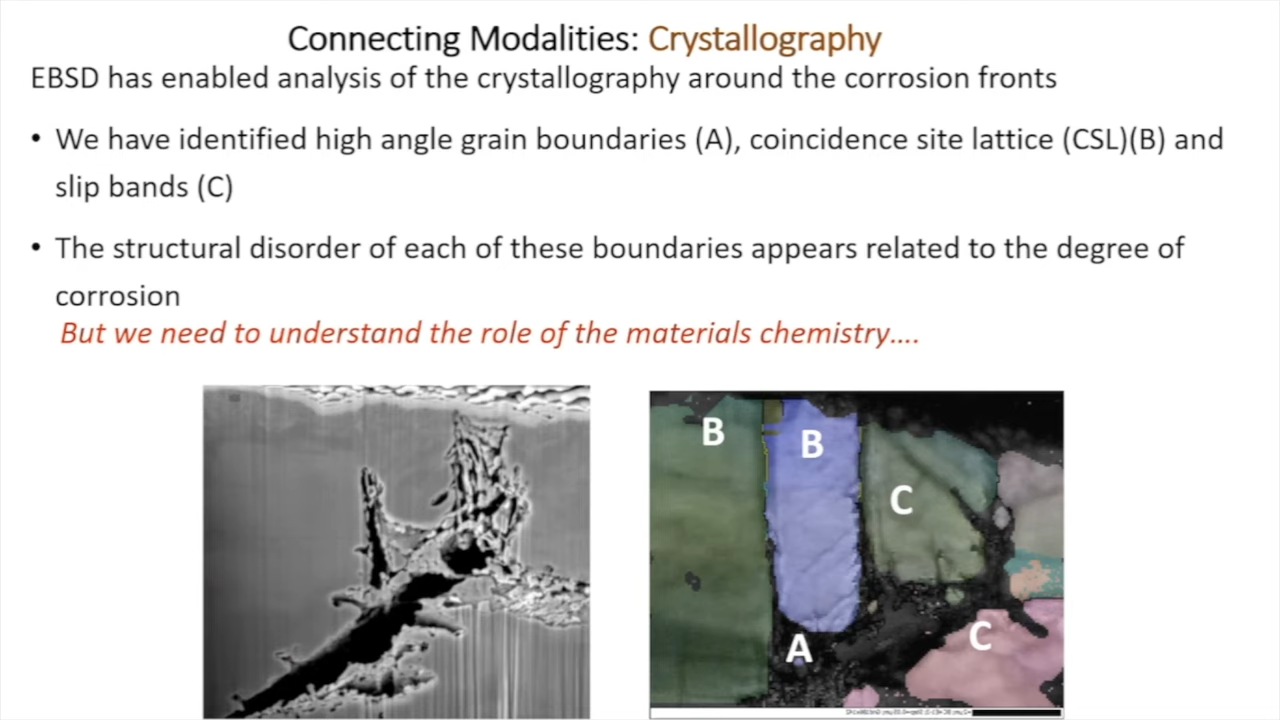 Connecting Modalities: Crystallography
EBSD has enabled analysis of the crystallography around the corrosion fronts
• We have identified high angle grain boundaries (A), coincidence site lattice (CSL)(B) and
slip bands (C)
• The structural disorder of each of these boundaries appears related to the degree of
corrosion
But we need to understand the role of the materials chemistry....
B
B
C
A
C